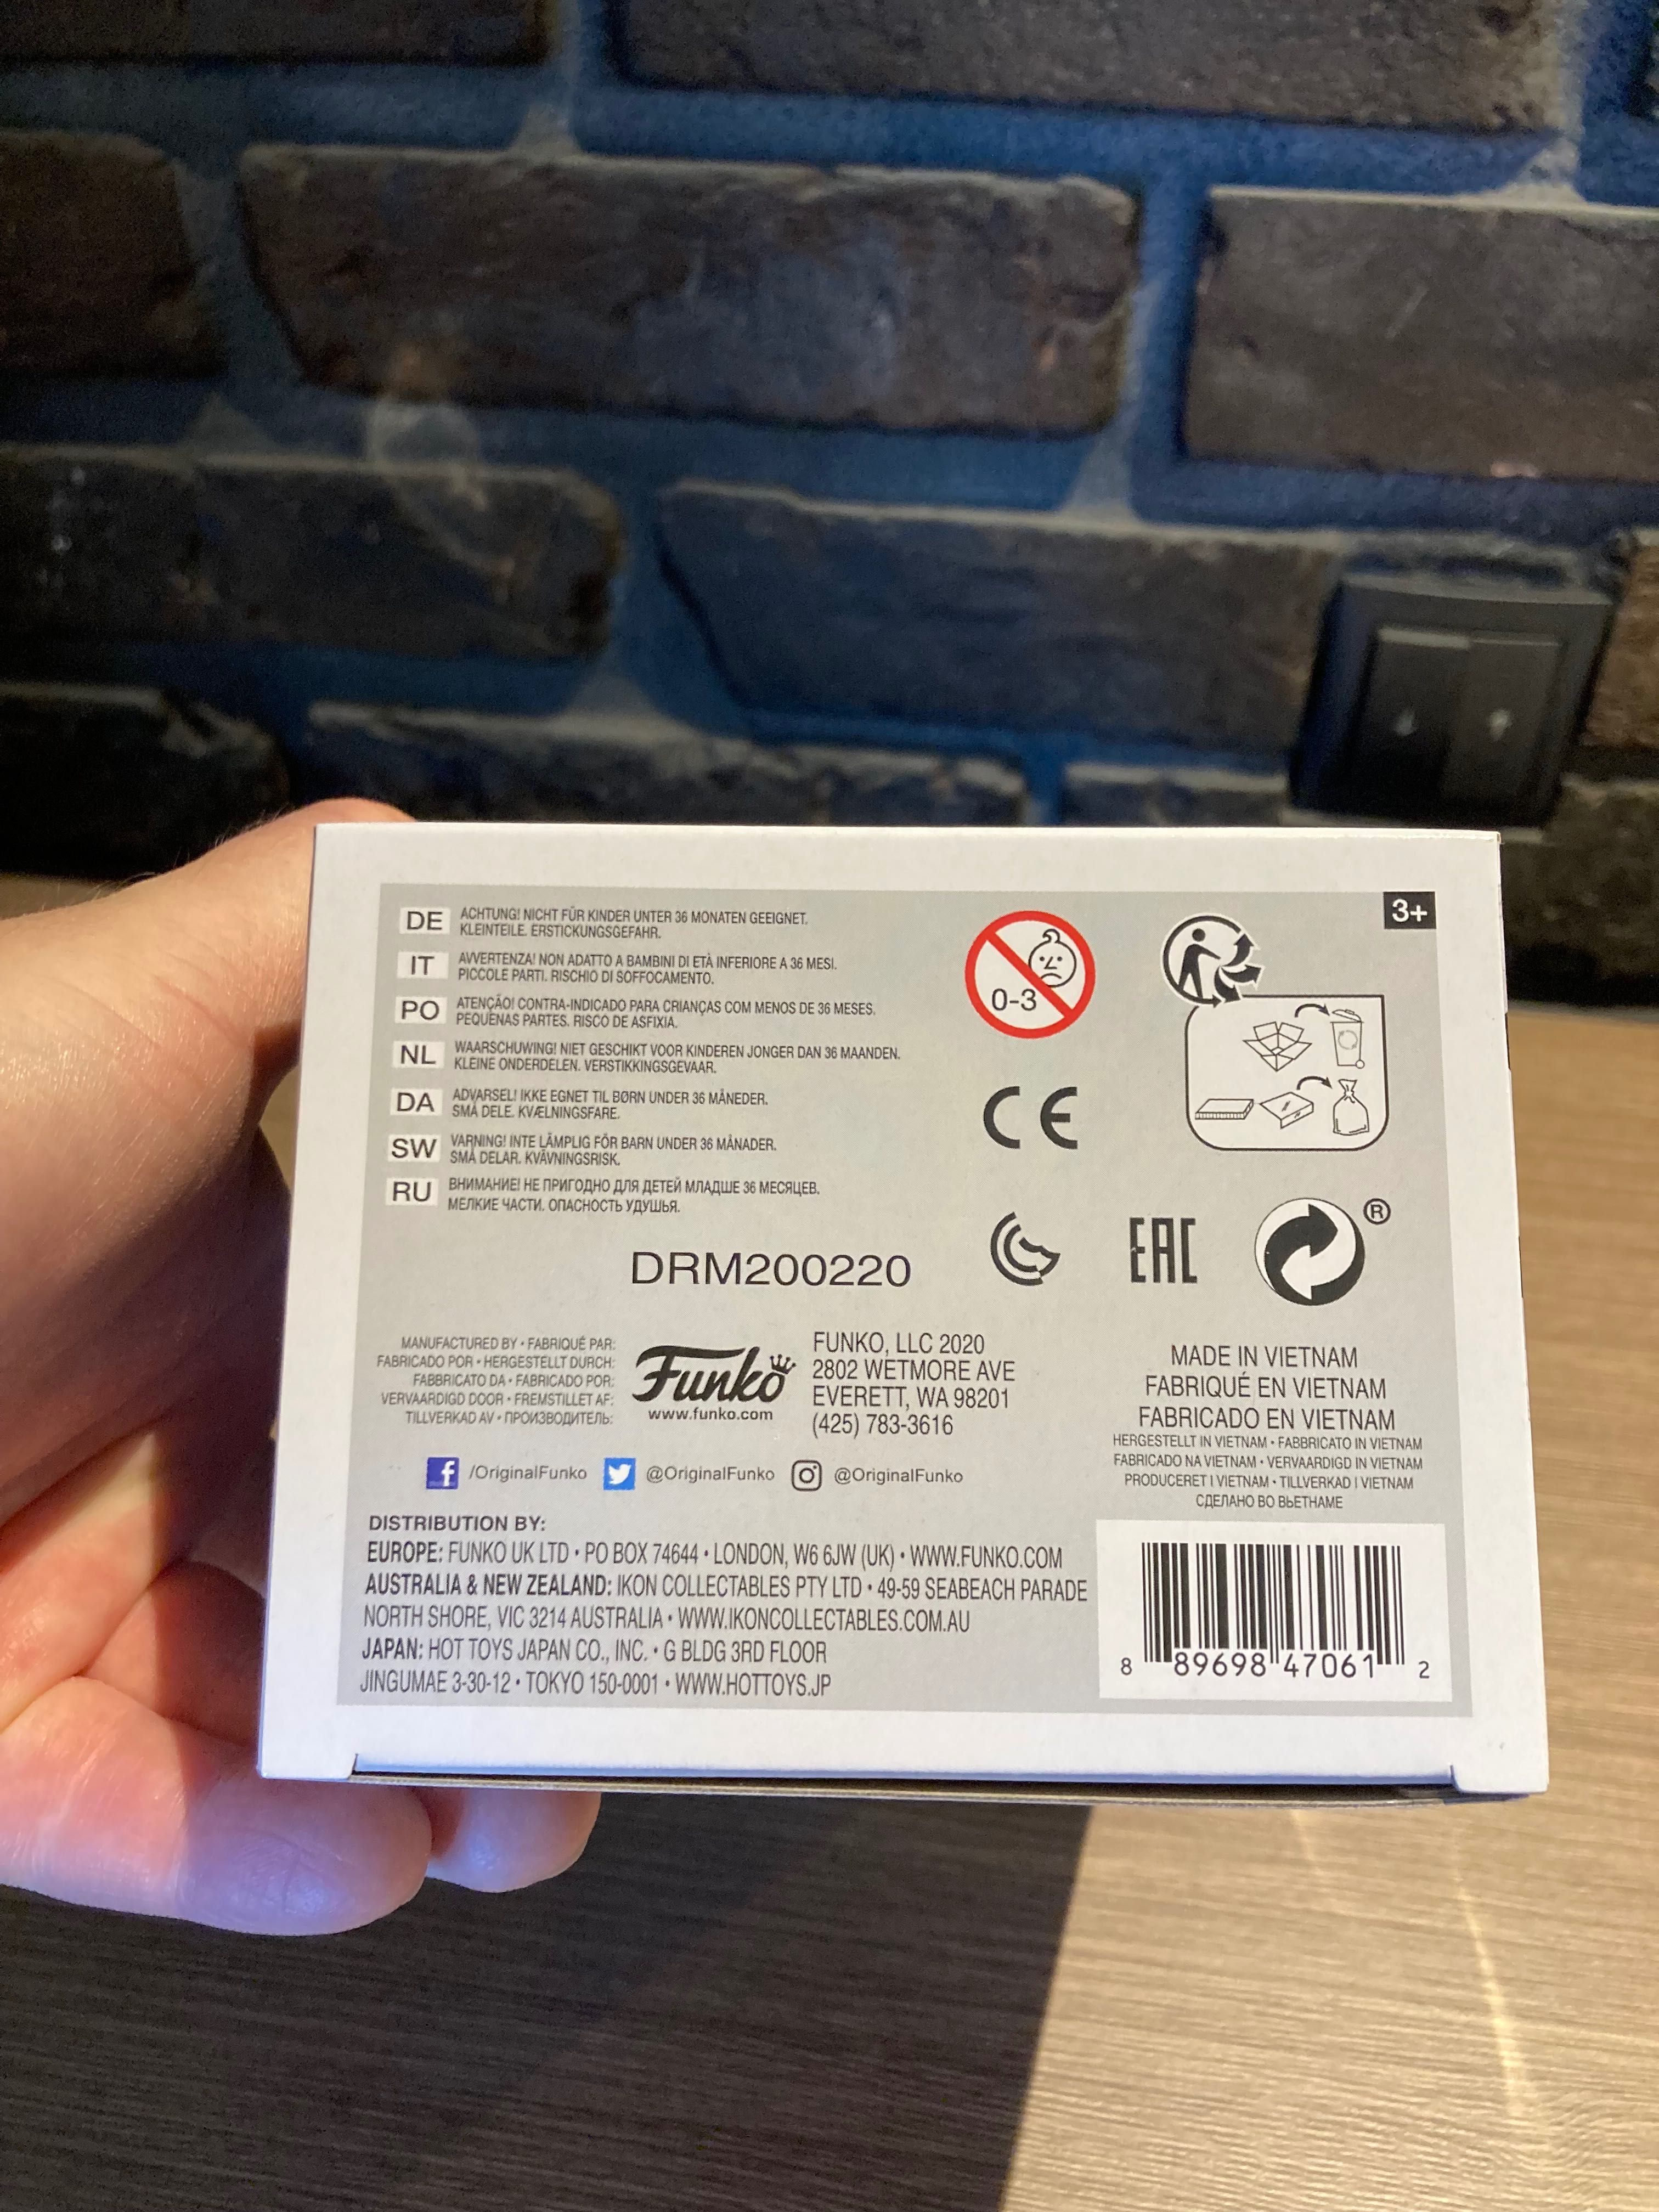 3+
DE ACHTUNG! NICHT FÜR KINDER UNTER 36 MONATEN GEEIGNET.
KLEINTEILE. ERSTICKUNGSGEFAHR.
IT AVVERTENZA! NON ADATTO A BAMBINI DI ETÀ INFERIORE A 36 MESI.
PICCOLE PARTI. RISCHIO DI SOFFOCAMENTO.
PO ATENÇÃO! CONTRA-INDICADO PARA CRIANÇAS COM MENOS DE 36 MESES.
PEQUENAS PARTES. RISCO DE ASFIXIA.
NL WAARSCHUWING! NIET GESCHIKT VOOR KINDEREN JONGER DAN 36 MAANDEN.
KLEINE ONDERDELEN. VERSTIKKINGSGEVAAR.
DA ADVARSEL! IKKE EGNET TIL BØRN UNDER 36 MÅNEDER.
SMÅ DELE. KVÆLNINGSFARE.
SW VARNING! INTE LÄMPLIG FÖR BARN UNDER 36 MÅNADER.
SMÅ DELAR. KVÄVNINGSRISK.
RU ВНИМАНИЕ! НЕ ПРИГОДНО ДЛЯ ДЕТЕЙ МЛАДШЕ 36 МЕСЯЦЕВ.
МЕЛКИЕ ЧАСТИ. ОПАСНОСТЬ УДУШЬЯ.
0-3
CE
EAC
®
DRM200220
MANUFACTURED BY • FABRIQUÉ PAR:
FABRICADO POR • HERGESTELLT DURCH:
FABBRICATO DA • FABRICADO POR:
VERVAARDIGD DOOR • FREMSTILLET AF:
TILLVERKAD AV • ПРОИЗВОДИТЕЛЬ:
Funko
www.funko.com
FUNKO, LLC 2020
2802 WETMORE AVE
EVERETT, WA 98201
(425) 783-3616
MADE IN VIETNAM
FABRIQUÉ EN VIETNAM
FABRICADO EN VIETNAM
HERGESTELLT IN VIETNAM • FABBRICATO IN VIETNAM
FABRICADO NA VIETNAM • VERVAARDIGD IN VIETNAM
PRODUCERET I VIETNAM • TILLVERKAD I VIETNAM
СДЕЛАНО ВО ВЬЕТНАМЕ
f /OriginalFunko @OriginalFunko @OriginalFunko
DISTRIBUTION BY:
EUROPE: FUNKO UK LTD • PO BOX 74644 • LONDON, W6 6JW (UK) • WWW.FUNKO.COM
AUSTRALIA & NEW ZEALAND: IKON COLLECTABLES PTY LTD • 49-59 SEABEACH PARADE
NORTH SHORE, VIC 3214 AUSTRALIA • WWW.IKONCOLLECTABLES.COM.AU
JAPAN: HOT TOYS JAPAN CO., INC. • G BLDG 3RD FLOOR
JINGUMAE 3-30-12 • TOKYO 150-0001 • WWW.HOTTOYS.JP
8 89698 47061 2